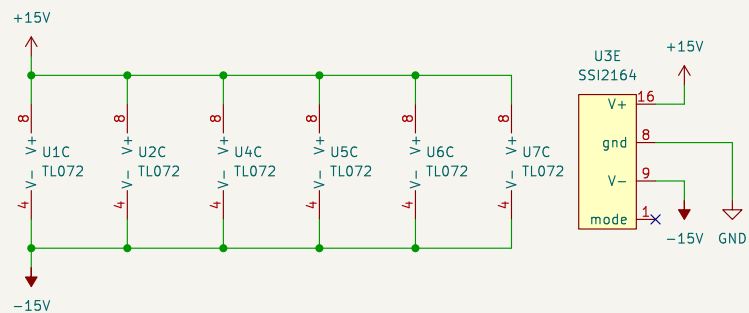 +15V
8 8 8 8 8 8
V+ V+ V+ V+ V+ V+
U1C U2C U4C U5C U6C U7C
TL072 TL072 TL072 TL072 TL072 TL072
V- V- V- V- V- V-
4 4 4 4 4 4
-15V
U3E
SSI2164
+15V
V+ 16
gnd 8
V- 9
mode 1
-15V GND